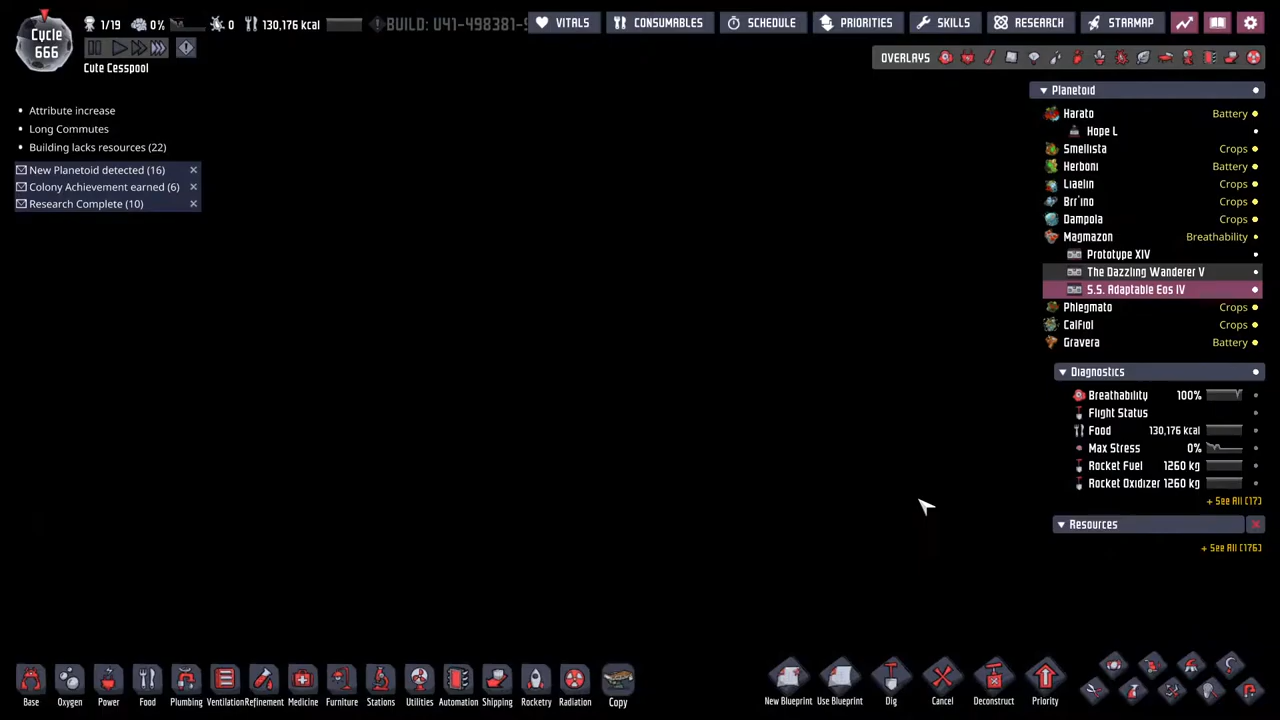 Cycle
666
1/19
0%
0
130,176 kcal
BUILD: U41-498381-S
VITALS
CONSUMABLES
SCHEDULE
PRIORITIES
SKILLS
RESEARCH
STARMAP
Cute Cesspool
OVERLAYS
Attribute increase
Long Commutes
Building lacks resources (22)
New Planetoid detected (16)
Colony Achievement earned (6)
Research Complete (10)
Planetoid
Harato Battery
Hope L
Smellista Crops
Herboni Battery
Liaelin Crops
Brr'ino Crops
Dampola Crops
Magmazon Breathability
Prototype XIV
The Dazzling Wanderer V
S.S. Adaptable Eos IV
Phlegmato Crops
Calfiol Crops
Gravera Battery
Diagnostics
Breathability 100%
Flight Status
Food 130,176 kcal
Max Stress 0%
Rocket Fuel 1260 kg
Rocket Oxidizer 1260 kg
+ See All (17)
Resources
+ See All (176)
Base
Oxygen
Power
Food
Plumbing
Ventilation
Refinement
Medicine
Furniture
Stations
Utilities
Automation
Shipping
Rocketry
Radiation
Copy
New Blueprint
Use Blueprint
Dig
Cancel
Deconstruct
Priority